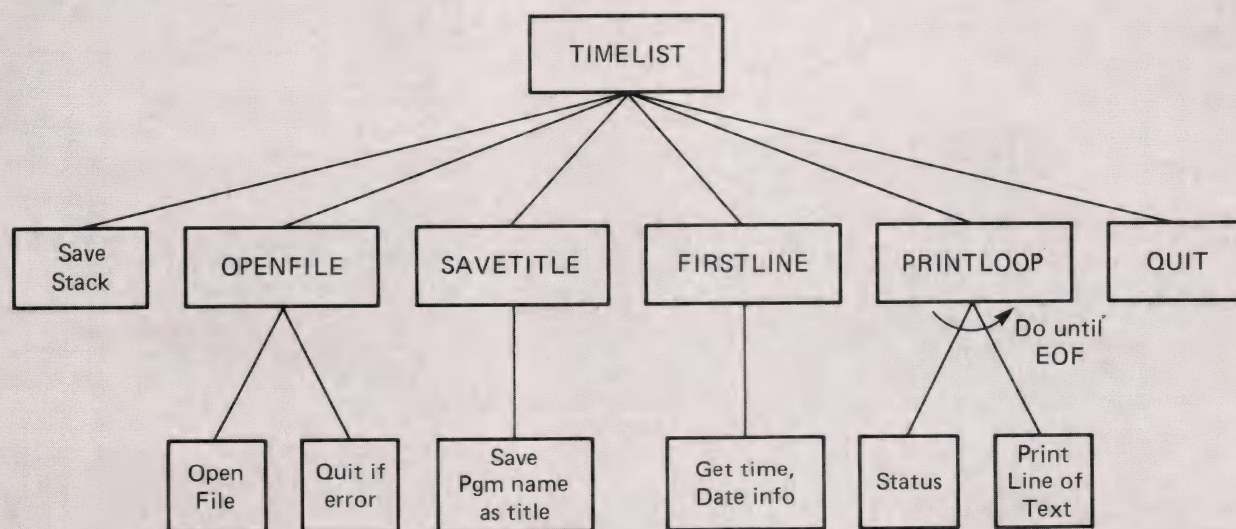 TIMELIST
Save
Stack
OPENFILE
SAVETITLE
FIRSTLINE
PRINTLOOP
QUIT
Do until
EOF
Open
File
Quit if
error
Save
Pgm name
as title
Get time,
Date info
Status
Print
Line of
Text